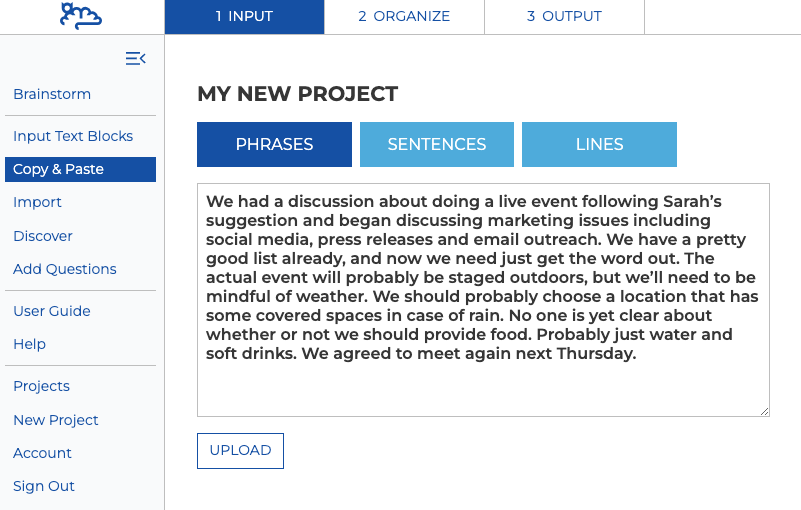 1 INPUT
2 ORGANIZE
3 OUTPUT
Brainstorm
Input Text Blocks
Copy & Paste
Import
Discover
Add Questions
User Guide
Help
Projects
New Project
Account
Sign Out
MY NEW PROJECT
PHRASES
SENTENCES
LINES
We had a discussion about doing a live event following Sarah’s
suggestion and began discussing marketing issues including
social media, press releases and email outreach. We have a pretty
good list already, and now we need just get the word out. The
actual event will probably be staged outdoors, but we’ll need to be
mindful of weather. We should probably choose a location that has
some covered spaces in case of rain. No one is yet clear about
whether or not we should provide food. Probably just water and
soft drinks. We agreed to meet again next Thursday.
UPLOAD